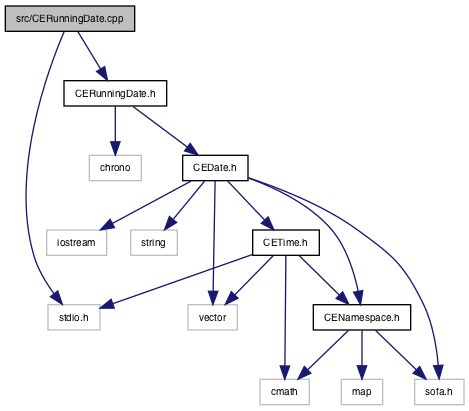 src/CERunningDate.cpp
CERunningDate.h
chrono
CEDate.h
iostream
string
CETime.h
stdio.h
vector
CENamespace.h
cmath
map
sofa.h